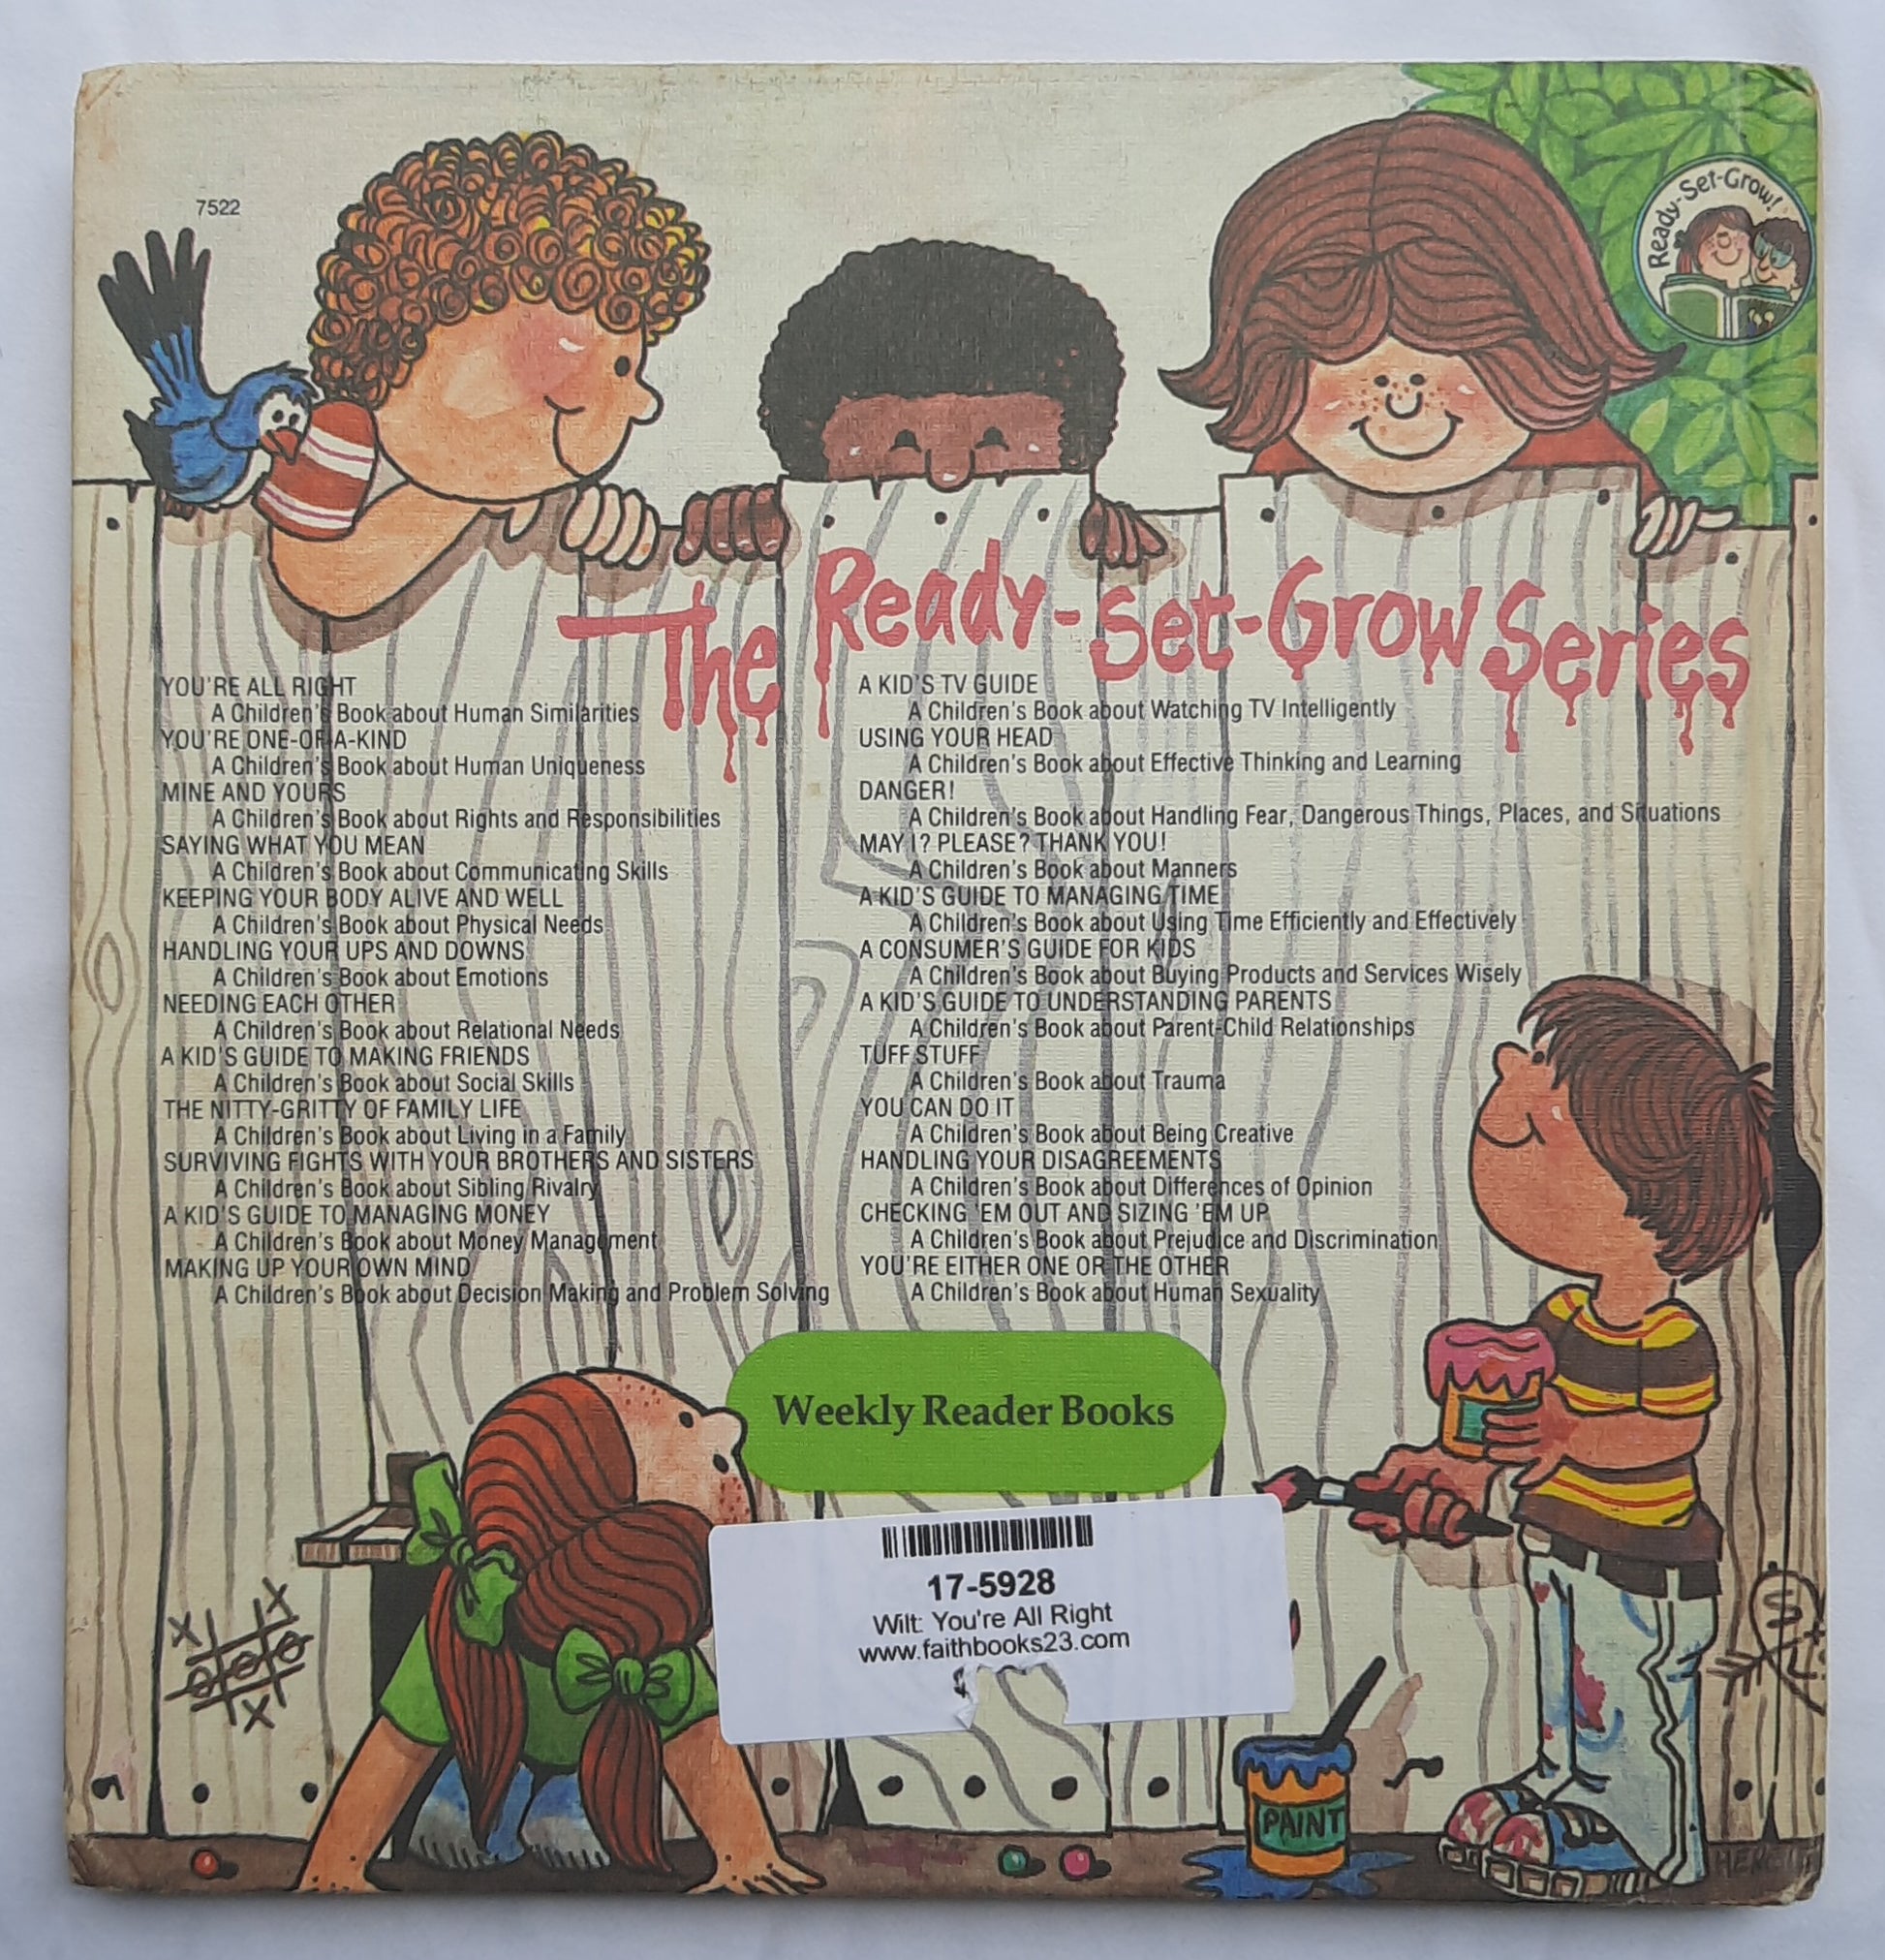 7522
Ready-Set-Grow!
The Ready-Set-Grow Series
YOU'RE ALL RIGHT
A Children's Book about Human Similarities
YOU'RE ONE-OF-A-KIND
A Children's Book about Human Uniqueness
MINE AND YOURS
A Children's Book about Rights and Responsibilities
SAYING WHAT YOU MEAN
A Children's Book about Communicating Skills
KEEPING YOUR BODY ALIVE AND WELL
A Children's Book about Physical Needs
HANDLING YOUR UPS AND DOWNS
A Children's Book about Emotions
NEEDING EACH OTHER
A Children's Book about Relational Needs
A KID'S GUIDE TO MAKING FRIENDS
A Children's Book about Social Skills
THE NITTY-GRITTY OF FAMILY LIFE
A Children's Book about Living in a Family
SURVIVING FIGHTS WITH YOUR BROTHERS AND SISTERS
A Children's Book about Sibling Rivalry
A KID'S GUIDE TO MANAGING MONEY
A Children's Book about Money Management
MAKING UP YOUR OWN MIND
A Children's Book about Decision Making and Problem Solving
A KID'S TV GUIDE
A Children's Book about Watching TV Intelligently
USING YOUR HEAD
A Children's Book about Effective Thinking and Learning
DANGER!
A Children's Book about Handling Fear, Dangerous Things, Places, and Situations
MAY I? PLEASE? THANK YOU!
A Children's Book about Manners
A KID'S GUIDE TO MANAGING TIME
A Children's Book about Using Time Efficiently and Effectively
A CONSUMER'S GUIDE FOR KIDS
A Children's Book about Buying Products and Services Wisely
A KID'S GUIDE TO UNDERSTANDING PARENTS
A Children's Book about Parent-Child Relationships
TUFF STUFF
A Children's Book about Trauma
YOU CAN DO IT
A Children's Book about Being Creative
HANDLING YOUR DISAGREEMENTS
A Children's Book about Differences of Opinion
CHECKING 'EM OUT AND SIZING 'EM UP
A Children's Book about Prejudice and Discrimination
YOU'RE EITHER ONE OR THE OTHER
A Children's Book about Human Sexuality
Weekly Reader Books
17-5928
Wilt: You're All Right
www.faithbooks23.com
X X
O O O
X
S
+
PAINT